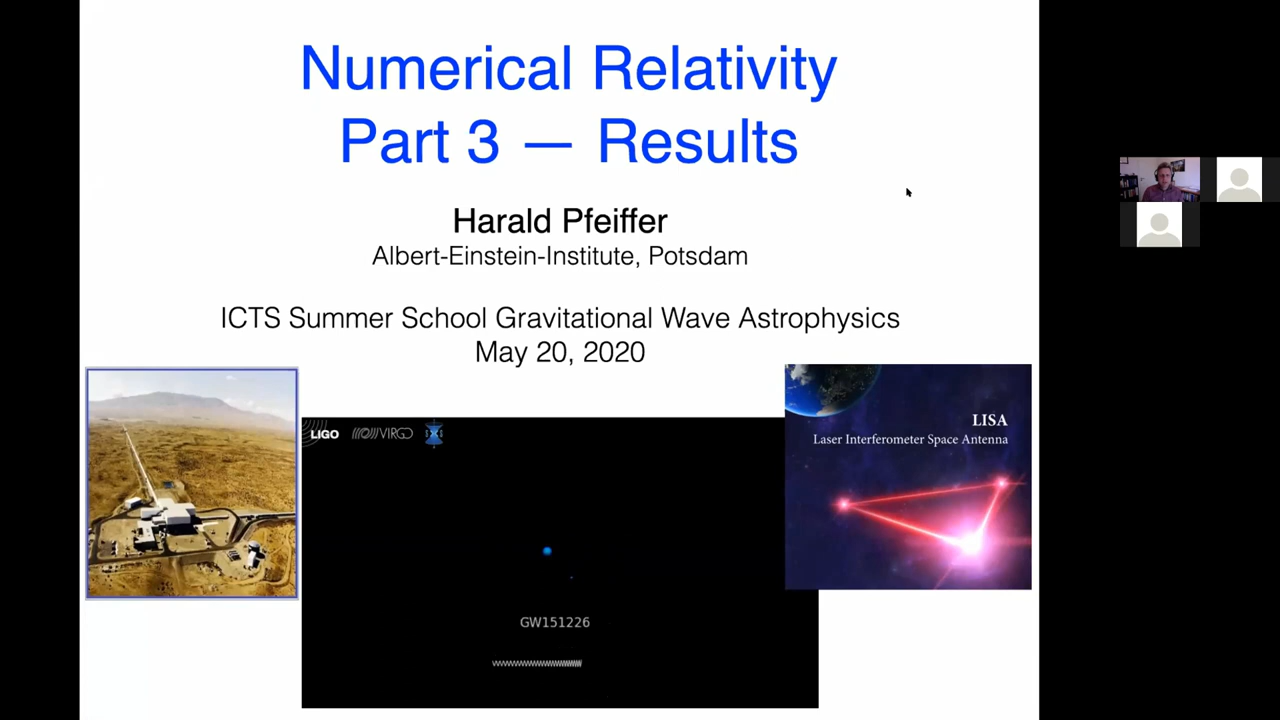 Numerical Relativity
Part 3 — Results
Harald Pfeiffer
Albert-Einstein-Institute, Potsdam
ICTS Summer School Gravitational Wave Astrophysics
May 20, 2020
LIGO
VIRGO
LISA
Laser Interferometer Space Antenna
GW151226